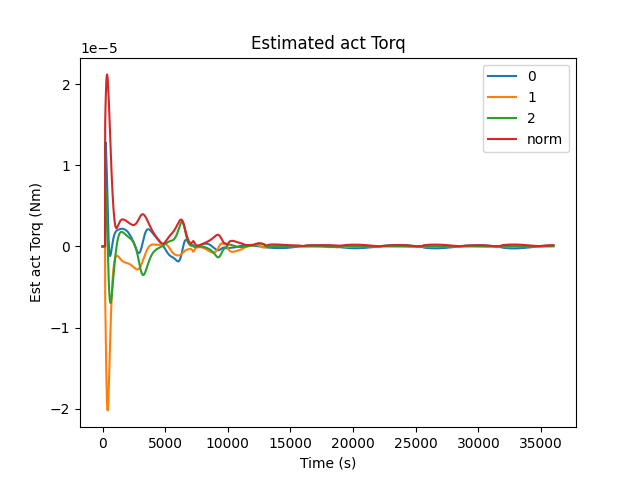 Estimated act Torq
1e−5
2
1
0
−1
−2
Est act Torq (Nm)
0
1
2
norm
0 5000 10000 15000 20000 25000 30000 35000
Time (s)